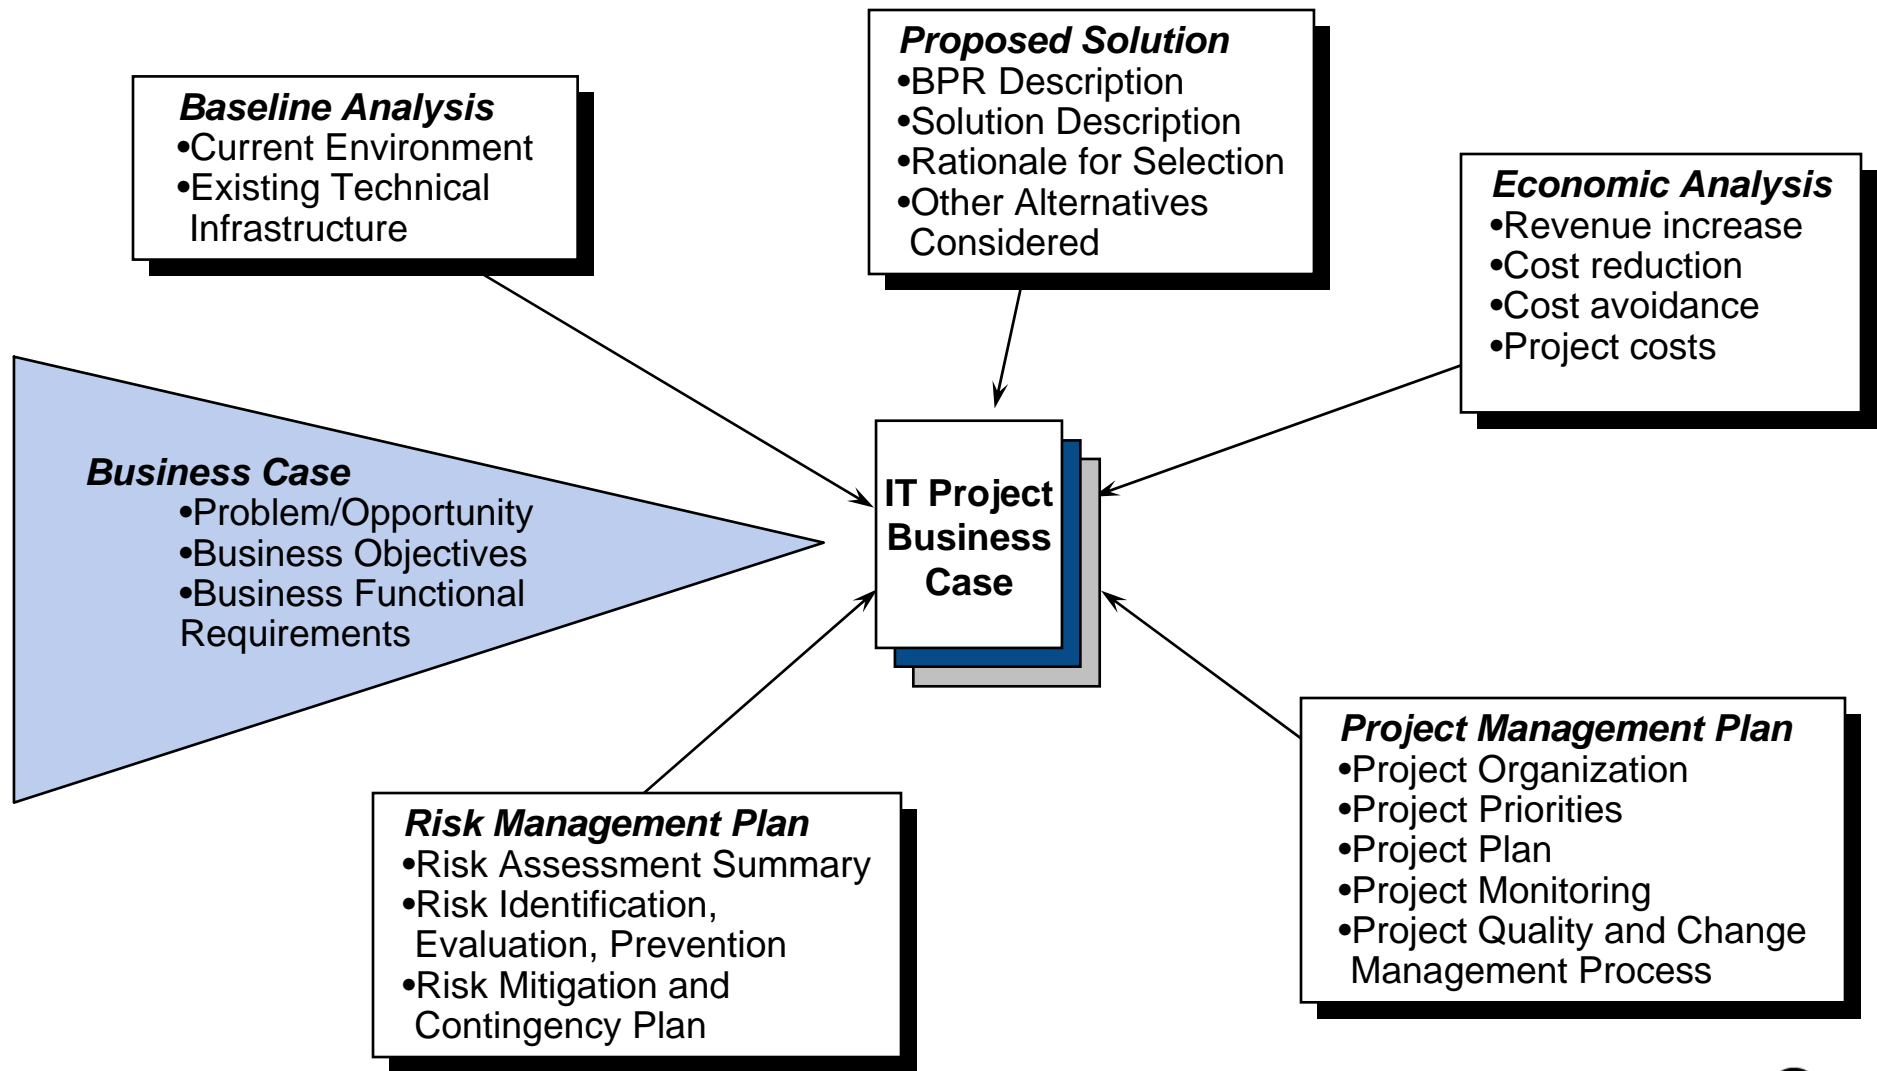 Proposed Solution
•BPR Description
•Solution Description
•Rationale for Selection
•Other Alternatives
Considered
Baseline Analysis
•Current Environment
•Existing Technical
Infrastructure
Economic Analysis
•Revenue increase
•Cost reduction
•Cost avoidance
•Project costs
Business Case
•Problem/Opportunity
•Business Objectives
•Business Functional
Requirements
IT Project
Business
Case
Risk Management Plan
•Risk Assessment Summary
•Risk Identification,
Evaluation, Prevention
•Risk Mitigation and
Contingency Plan
Project Management Plan
•Project Organization
•Project Priorities
•Project Plan
•Project Monitoring
•Project Quality and Change
Management Process